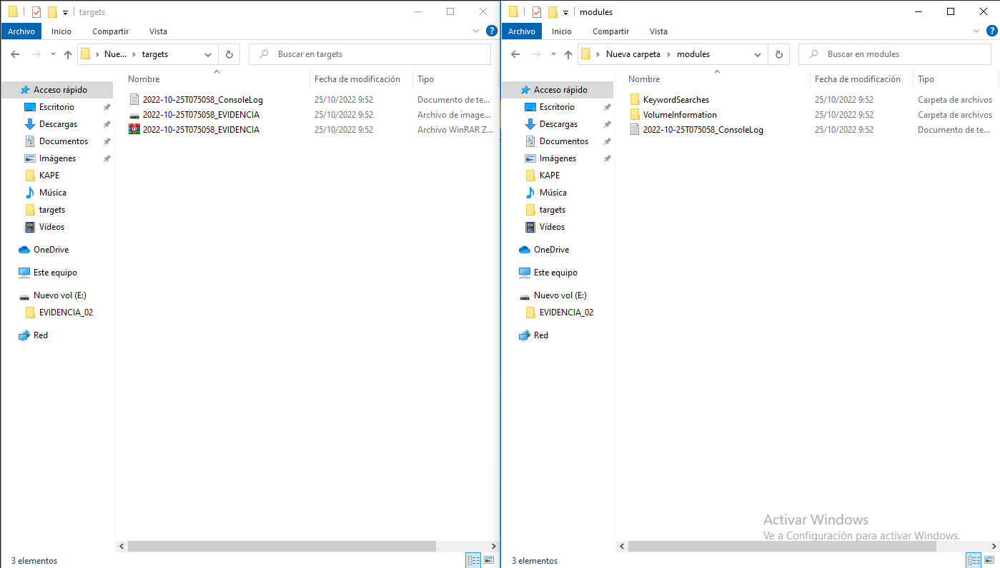 targets
Archivo Inicio Compartir Vista
Nue... targets Buscar en targets
Nombre Fecha de modificación Tipo
Acceso rápido
Escritorio
Descargas
Documentos
Imágenes
KAPE
Música
targets
Vídeos
OneDrive
Este equipo
Nuevo vol (E:)
EVIDENCIA_02
Red
2022-10-25T075058_ConsoleLog 25/10/2022 9:52 Documento de te...
2022-10-25T075058_EVIDENCIA 25/10/2022 9:52 Archivo de image...
2022-10-25T075058_EVIDENCIA 25/10/2022 9:52 Archivo WinRAR Z...
3 elementos
modules
Archivo Inicio Compartir Vista
Nueva carpeta modules Buscar en modules
Nombre Fecha de modificación Tipo
Acceso rápido
Escritorio
Descargas
Documentos
Imágenes
KAPE
Música
targets
Vídeos
OneDrive
Este equipo
Nuevo vol (E:)
EVIDENCIA_02
Red
KeywordSearches 25/10/2022 9:52 Carpeta de archivos
VolumeInformation 25/10/2022 9:52 Carpeta de archivos
2022-10-25T075058_ConsoleLog 25/10/2022 9:52 Documento de te...
Activar Windows
Ve a Configuración para activar Windows.
3 elementos